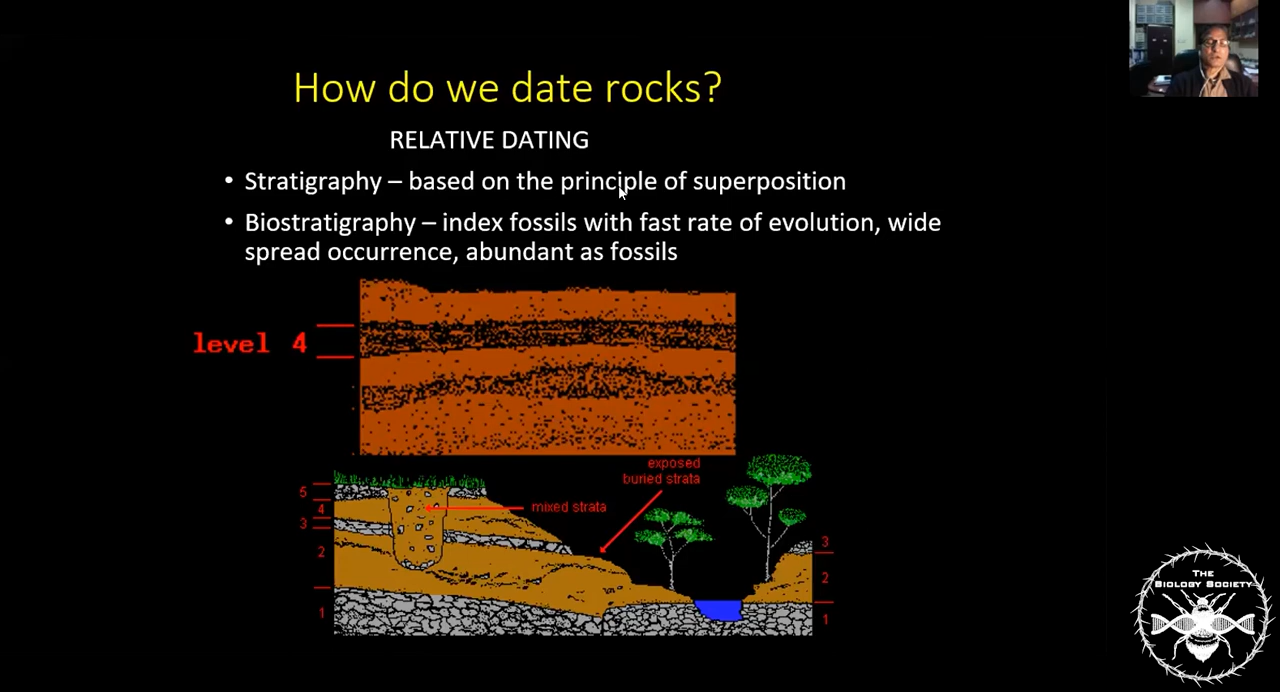 How do we date rocks?
RELATIVE DATING
• Stratigraphy – based on the principle of superposition
• Biostratigraphy – index fossils with fast rate of evolution, wide
spread occurrence, abundant as fossils
level 4
exposed
buried strata
mixed strata
5
4
3
2
1
3
2
1
THE
BIOLOGY SOCIETY